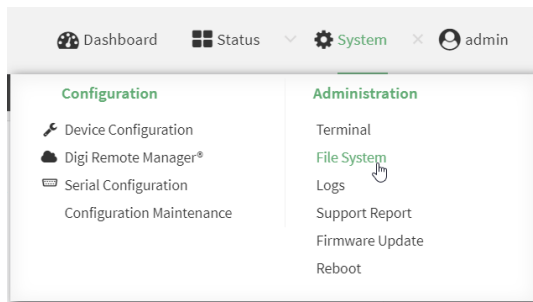 Dashboard Status System admin
Configuration
Device Configuration
Digi Remote Manager®
Serial Configuration
Configuration Maintenance
Administration
Terminal
File System
Logs
Support Report
Firmware Update
Reboot